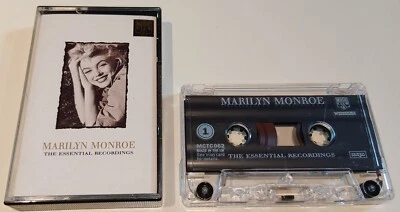 MARILYN MONROE
THE ESSENTIAL RECORDINGS
MARILYN MONROE
1
MCTC062
MADE IN THE UK
THE ESSENTIAL RECORDINGS